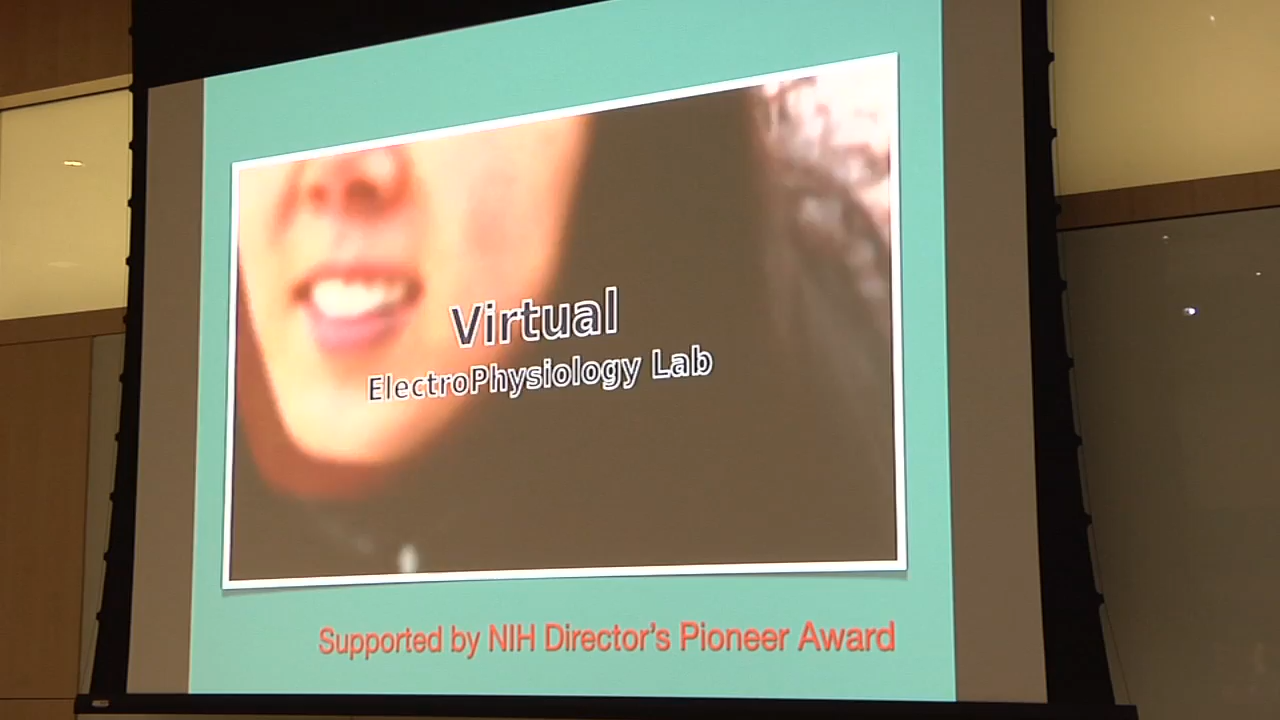 Virtual
ElectroPhysiology Lab
Supported by NIH Director's Pioneer Award